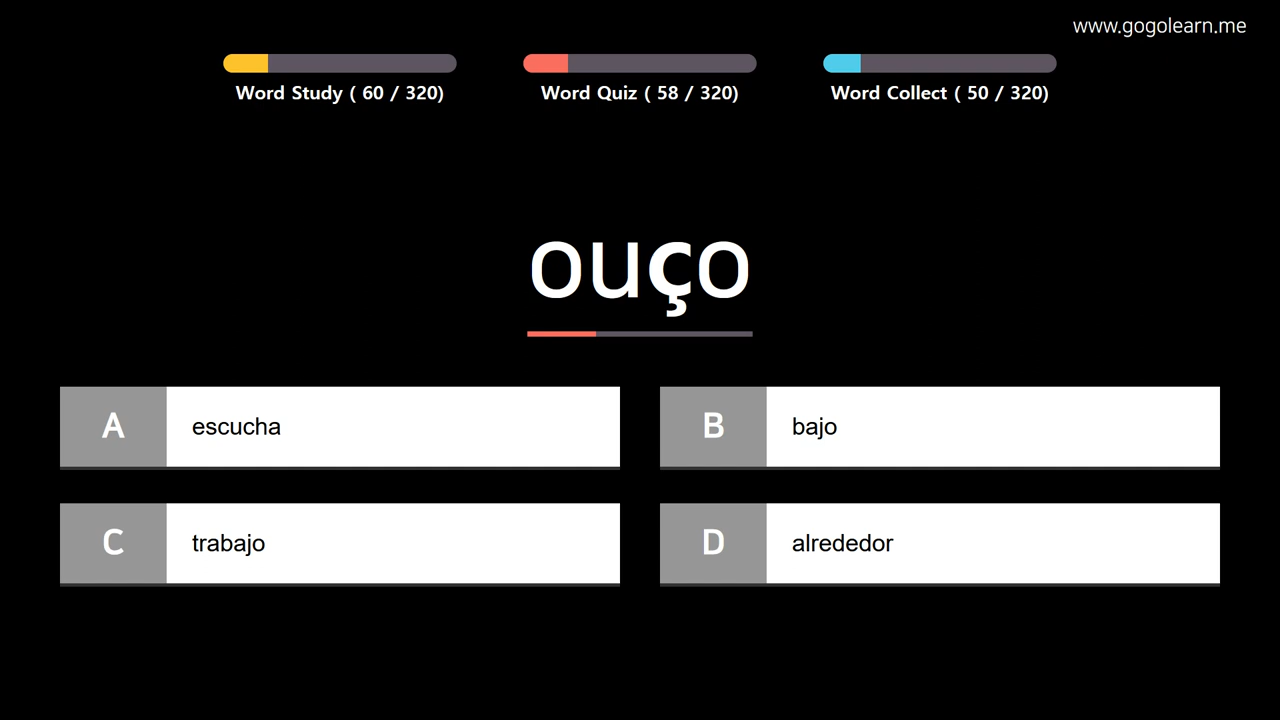 www.gogolearn.me
Word Study ( 60 / 320)
Word Quiz ( 58 / 320)
Word Collect ( 50 / 320)
ouço
A escucha
B bajo
C trabajo
D alrededor